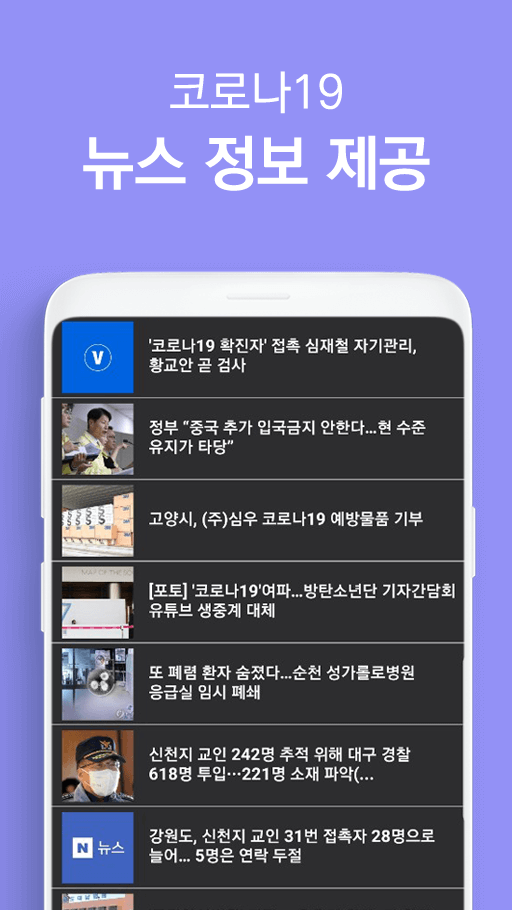 코로나19
뉴스 정보 제공
V
'코로나19 확진자' 접촉 심재철 자기관리,
황교안 곧 검사
정부 “중국 추가 입국금지 안한다...현 수준
유지가 타당”
고양시, (주)심우 코로나19 예방물품 기부
[포토] '코로나19'여파...방탄소년단 기자간담회
유튜브 생중계 대체
또 폐렴 환자 숨졌다...순천 성가롤로병원
응급실 임시 폐쇄
신천지 교인 242명 추적 위해 대구 경찰
618명 투입…221명 소재 파악(...
N 뉴스
강원도, 신천지 교인 31번 접촉자 28명으로
늘어... 5명은 연락 두절